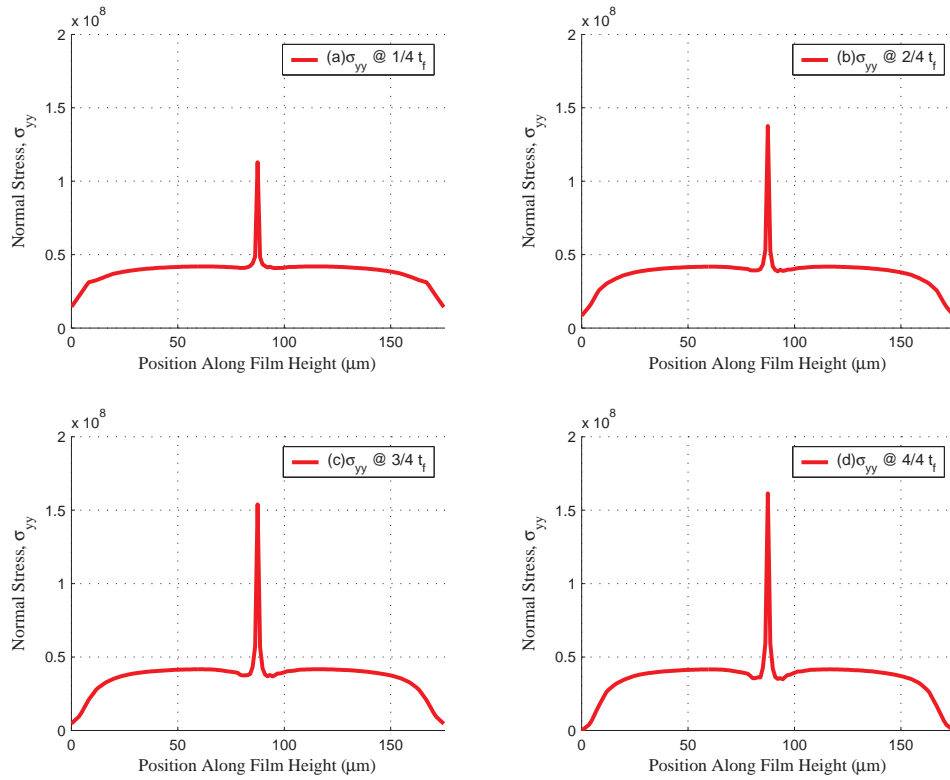 x 10^8
2
1.5
1
0.5
0
0
50
100
150
Normal Stress, σ_yy
Position Along Film Height (μm)
(a)σ_yy @ 1/4 t_f
x 10^8
2
1.5
1
0.5
0
0
50
100
150
Normal Stress, σ_yy
Position Along Film Height (μm)
(b)σ_yy @ 2/4 t_f
x 10^8
2
1.5
1
0.5
0
0
50
100
150
Normal Stress, σ_yy
Position Along Film Height (μm)
(c)σ_yy @ 3/4 t_f
x 10^8
2
1.5
1
0.5
0
0
50
100
150
Normal Stress, σ_yy
Position Along Film Height (μm)
(d)σ_yy @ 4/4 t_f